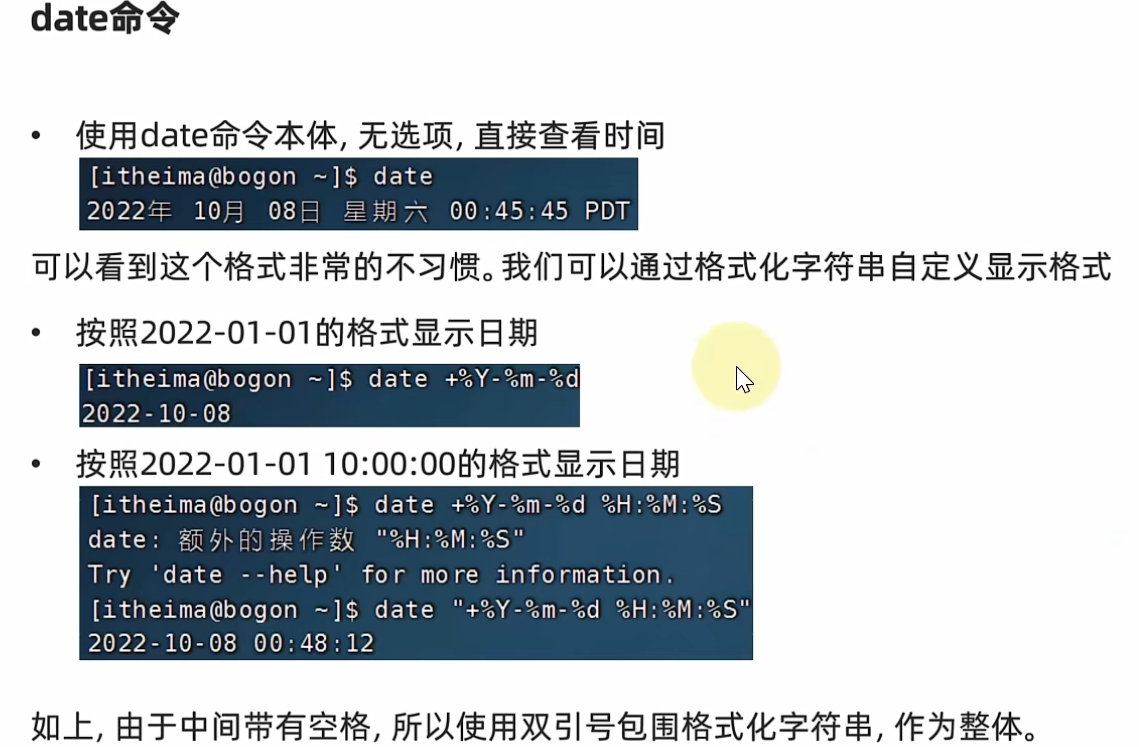 date命令
• 使用date命令本体, 无选项, 直接查看时间
[itheima@bogon ~]$ date
2022年 10月 08日 星期六 00:45:45 PDT
可以看到这个格式非常的不习惯。我们可以通过格式化字符串自定义显示格式
• 按照2022-01-01的格式显示日期
[itheima@bogon ~]$ date +%Y-%m-%d
2022-10-08
• 按照2022-01-01 10:00:00的格式显示日期
[itheima@bogon ~]$ date +%Y-%m-%d %H:%M:%S
date: 额外的操作数 "%H:%M:%S"
Try 'date --help' for more information.
[itheima@bogon ~]$ date "+%Y-%m-%d %H:%M:%S"
2022-10-08 00:48:12
如上, 由于中间带有空格, 所以使用双引号包围格式化字符串, 作为整体。